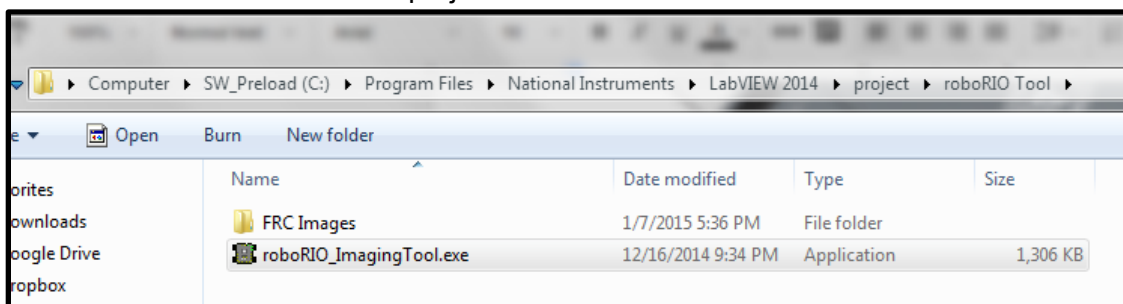 Computer ▸ SW_Preload (C:) ▸ Program Files ▸ National Instruments ▸ LabVIEW 2014 ▸ project ▸ roboRIO Tool ▸
e Open Burn New folder
orites
ownloads
oogle Drive
ropbox
Name Date modified Type Size
FRC Images 1/7/2015 5:36 PM File folder
roboRIO_ImagingTool.exe 12/16/2014 9:34 PM Application 1,306 KB